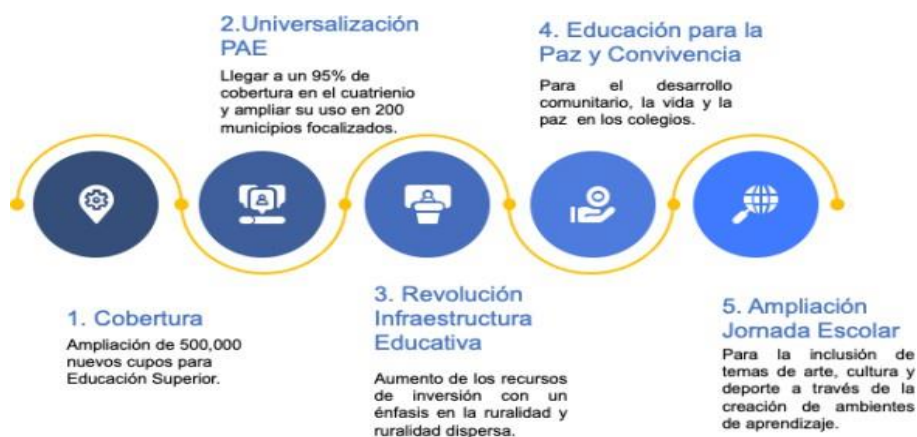 1. Cobertura
Ampliación de 500,000
nuevos cupos para
Educación Superior.
2.Universalización
PAE
Llegar a un 95% de
cobertura en el cuatrienio
y ampliar su uso en 200
municipios focalizados.
3. Revolución
Infraestructura
Educativa
Aumento de los recursos
de inversión con un
énfasis en la ruralidad y
ruralidad dispersa.
4. Educación para la
Paz y Convivencia
Para el desarrollo
comunitario, la vida y la
paz en los colegios.
5. Ampliación
Jornada Escolar
Para la inclusión de
temas de arte, cultura y
deporte a través de la
creación de ambientes
de aprendizaje.